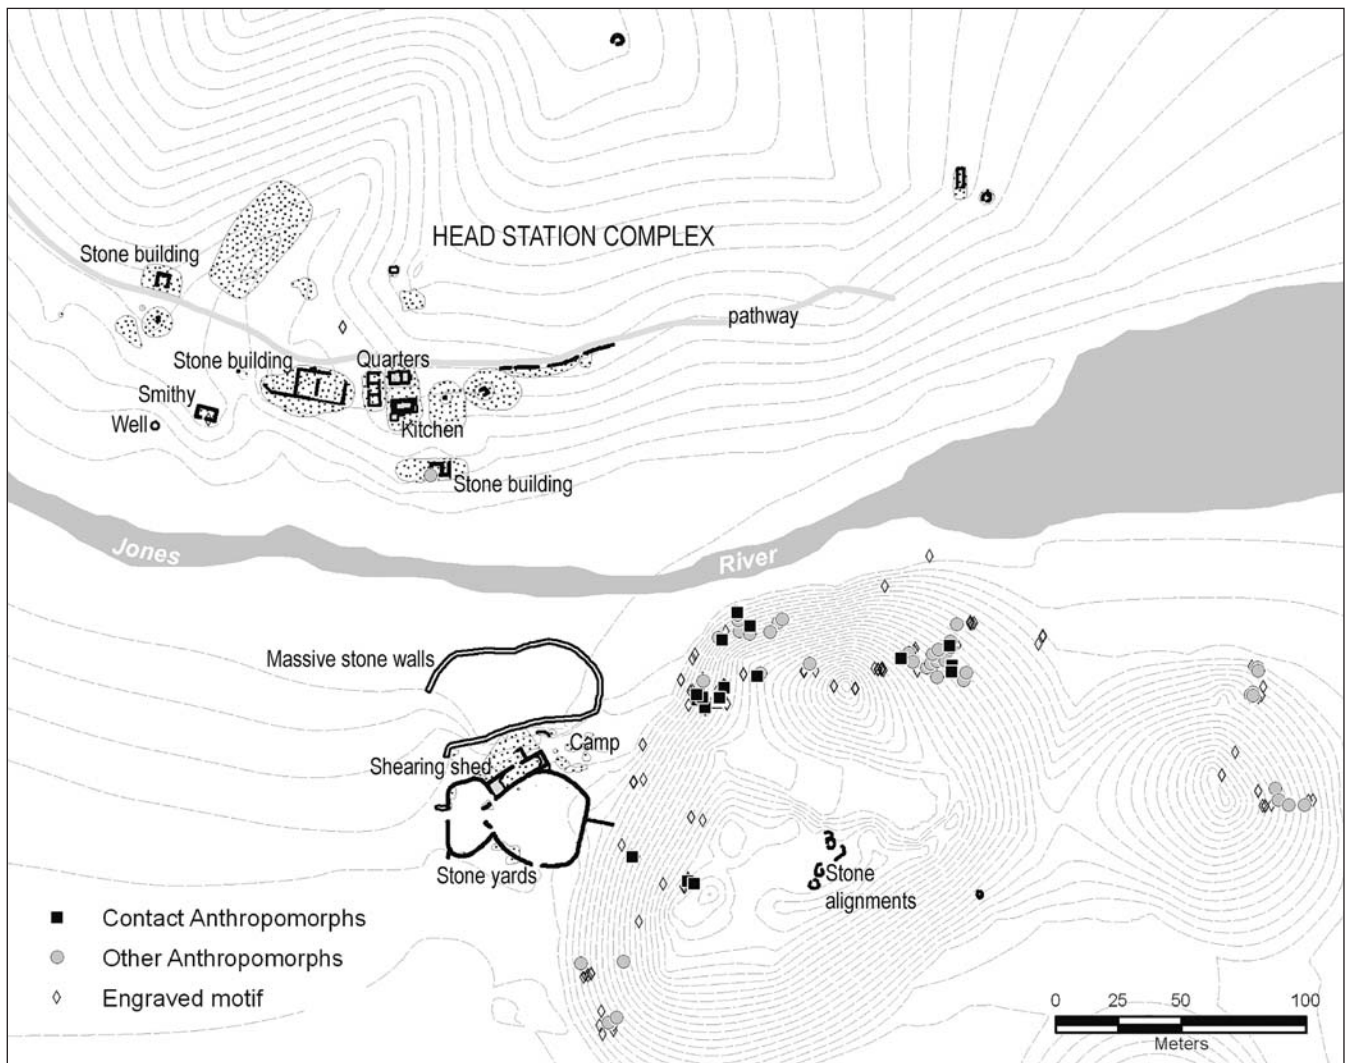 HEAD STATION COMPLEX
Stone building
pathway
Stone building
Quarters
Smithy
Well
Kitchen
Stone building
Jones
River
Massive stone walls
Camp
Shearing shed
Stone yards
Stone
alignments
Contact Anthropomorphs
Other Anthropomorphs
Engraved motif
0 25 50 100
Meters